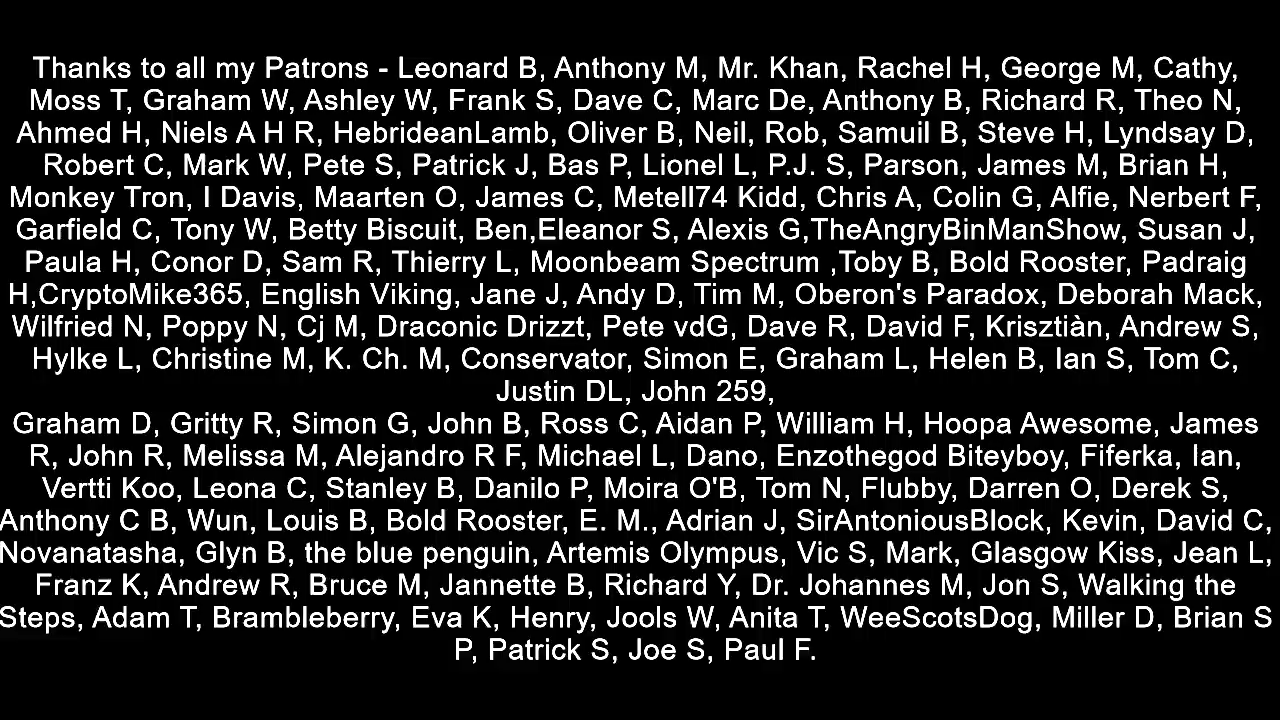 Thanks to all my Patrons - Leonard B, Anthony M, Mr. Khan, Rachel H, George M, Cathy,
Moss T, Graham W, Ashley W, Frank S, Dave C, Marc De, Anthony B, Richard R, Theo N,
Ahmed H, Niels A H R, HebrideanLamb, Oliver B, Neil, Rob, Samuil B, Steve H, Lyndsay D,
Robert C, Mark W, Pete S, Patrick J, Bas P, Lionel L, P.J. S, Parson, James M, Brian H,
Monkey Tron, I Davis, Maarten O, James C, Metell74 Kidd, Chris A, Colin G, Alfie, Nerbert F,
Garfield C, Tony W, Betty Biscuit, Ben,Eleanor S, Alexis G,TheAngryBinManShow, Susan J,
Paula H, Conor D, Sam R, Thierry L, Moonbeam Spectrum ,Toby B, Bold Rooster, Padraig
H,CryptoMike365, English Viking, Jane J, Andy D, Tim M, Oberon's Paradox, Deborah Mack,
Wilfried N, Poppy N, Cj M, Draconic Drizzt, Pete vdG, Dave R, David F, Krisztiàn, Andrew S,
Hylke L, Christine M, K. Ch. M, Conservator, Simon E, Graham L, Helen B, Ian S, Tom C,
Justin DL, John 259,
Graham D, Gritty R, Simon G, John B, Ross C, Aidan P, William H, Hoopa Awesome, James
R, John R, Melissa M, Alejandro R F, Michael L, Dano, Enzothegod Biteyboy, Fiferka, Ian,
Vertti Koo, Leona C, Stanley B, Danilo P, Moira O'B, Tom N, Flubby, Darren O, Derek S,
Anthony C B, Wun, Louis B, Bold Rooster, E. M., Adrian J, SirAntoniousBlock, Kevin, David C,
Novanatasha, Glyn B, the blue penguin, Artemis Olympus, Vic S, Mark, Glasgow Kiss, Jean L,
Franz K, Andrew R, Bruce M, Jannette B, Richard Y, Dr. Johannes M, Jon S, Walking the
Steps, Adam T, Brambleberry, Eva K, Henry, Jools W, Anita T, WeeScotsDog, Miller D, Brian S
P, Patrick S, Joe S, Paul F.